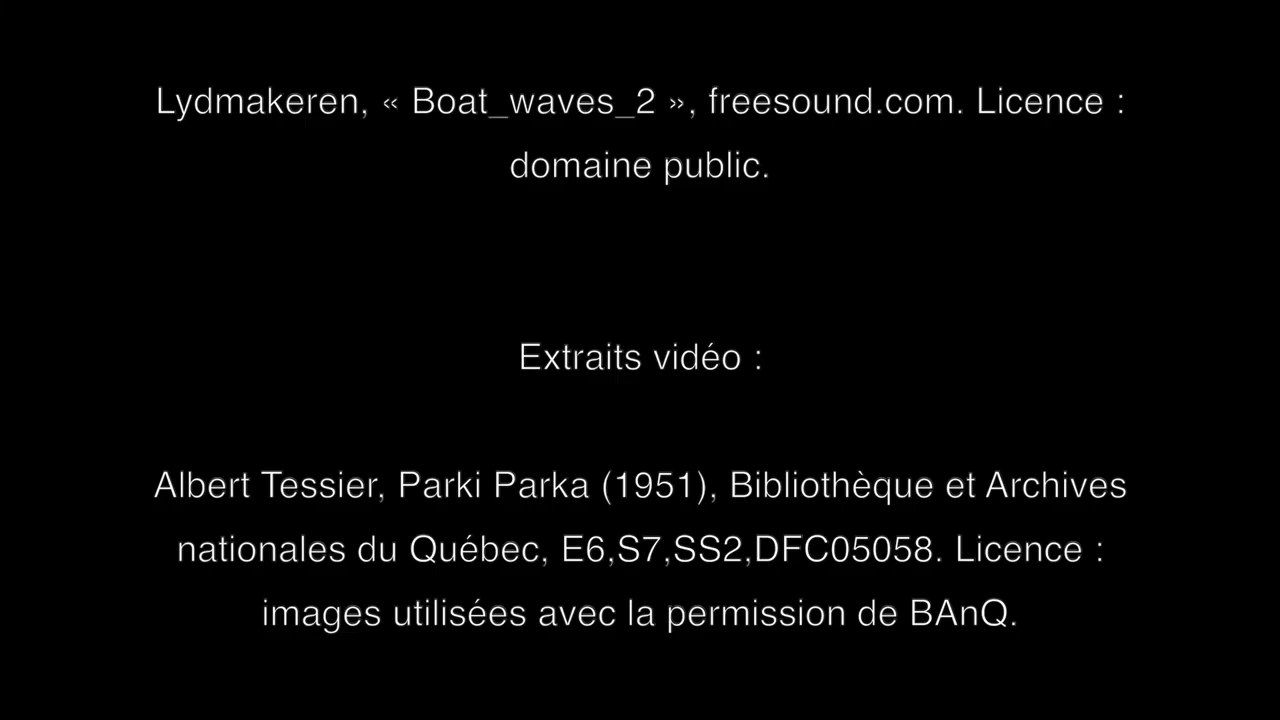 Lydmakeren, « Boat_waves_2 », freesound.com. Licence :
domaine public.
Extraits vidéo :
Albert Tessier, Parki Parka (1951), Bibliothèque et Archives
nationales du Québec, E6,S7,SS2,DFC05058. Licence :
images utilisées avec la permission de BAnQ.